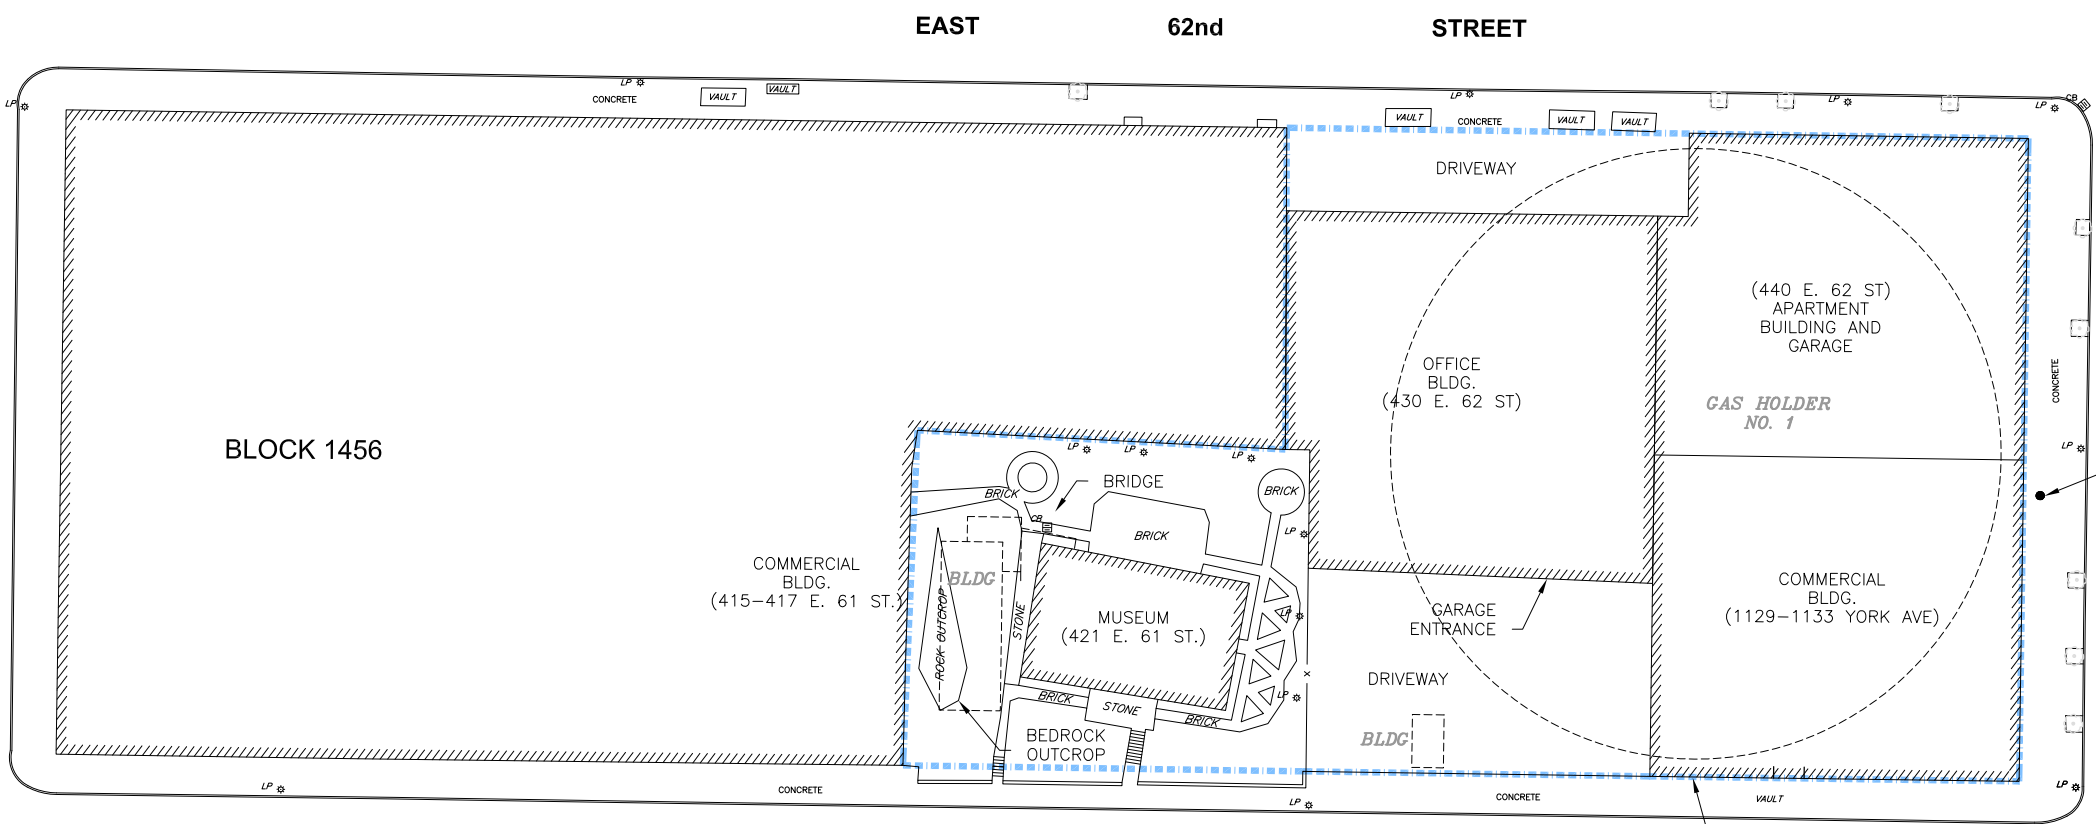 EAST 62nd STREET
LP
LP
CONCRETE
VAULT
VAULT
LP
VAULT
CONCRETE
VAULT
VAULT
LP
LP
CB
DRIVEWAY
(440 E. 62 ST)
APARTMENT
BUILDING AND
GARAGE
OFFICE
BLDG.
(430 E. 62 ST)
GAS HOLDER
NO. 1
CONCRETE
BLOCK 1456
LP
LP
LP
LP
BRIDGE
BRICK
BRICK
CB
BRICK
LP
COMMERCIAL
BLDG.
(415-417 E. 61 ST.)
BLDG
ROCK OUTCROP
STONE
MUSEUM
(421 E. 61 ST.)
LP
GARAGE
ENTRANCE
COMMERCIAL
BLDG.
(1129-1133 YORK AVE)
X
DRIVEWAY
LP
BRICK
STONE
BRICK
BEDROCK
OUTCROP
BLDG
LP
CONCRETE
LP
CONCRETE
VAULT
LP